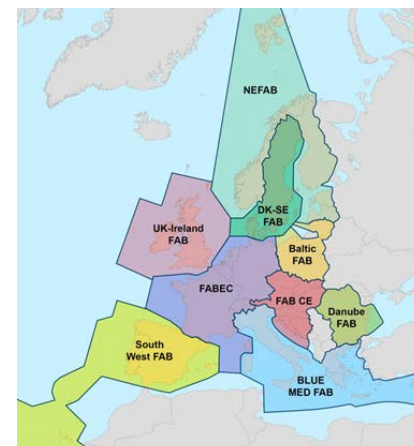 NEFAB
DK-SE
FAB
UK-Ireland
FAB
Baltic
FAB
FABEC
FAB CE
Danube
FAB
South
West FAB
BLUE
MED FAB